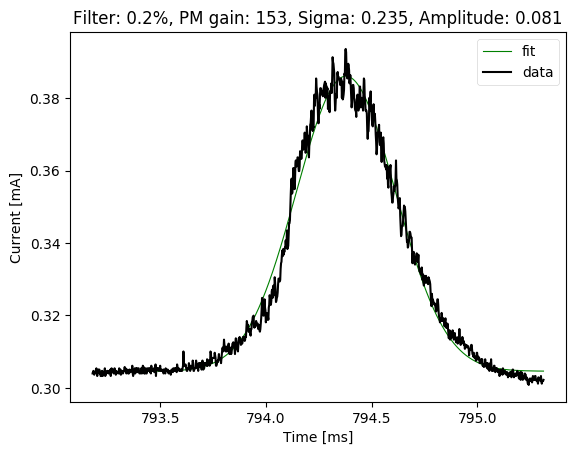 Filter: 0.2%, PM gain: 153, Sigma: 0.235, Amplitude: 0.081
fit
data
0.38
0.36
0.34
0.32
0.30
Current [mA]
793.5 794.0 794.5 795.0
Time [ms]